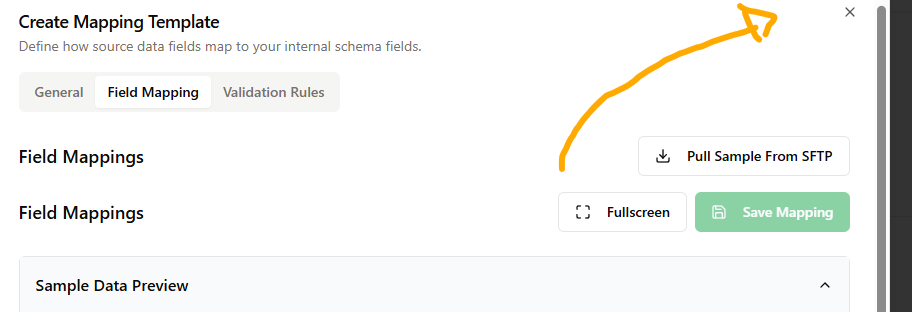 Create Mapping Template
Define how source data fields map to your internal schema fields.
General Field Mapping Validation Rules
Field Mappings Pull Sample From SFTP
Field Mappings Fullscreen Save Mapping
Sample Data Preview